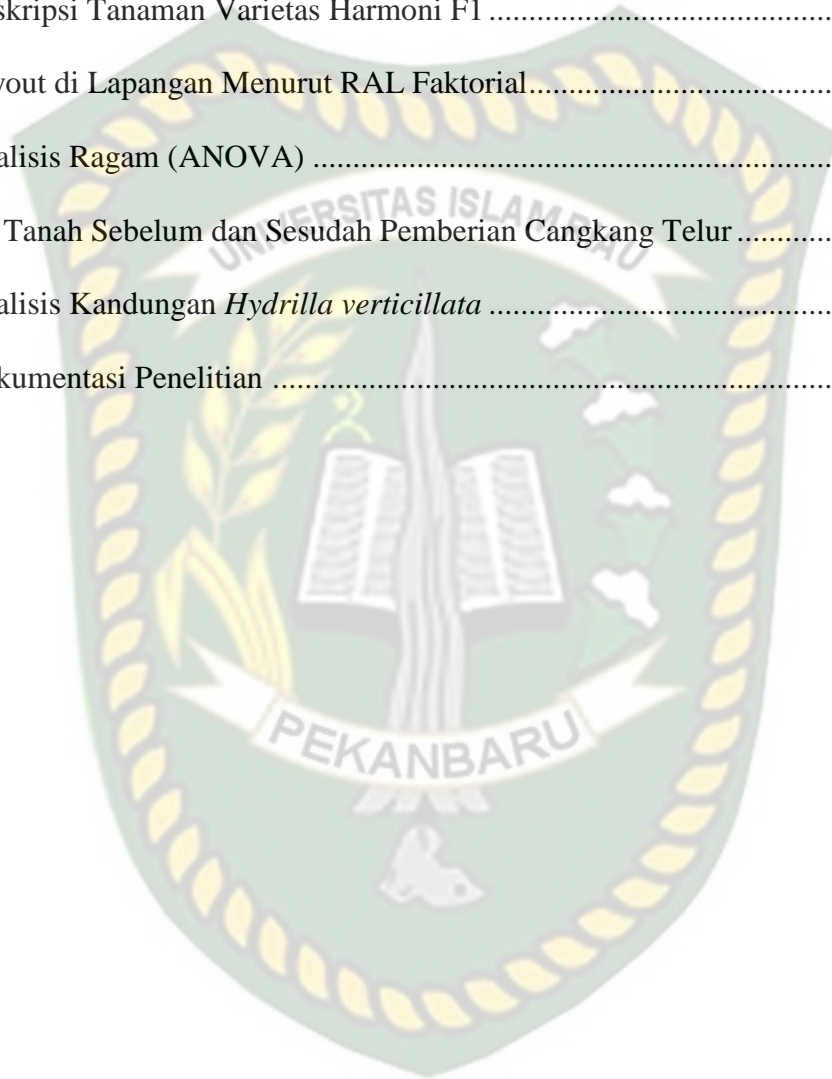 skripsi Tanaman Varietas Harmoni F1 ........................................
yout di Lapangan Menurut RAL Faktorial....................................
alisis Ragam (ANOVA) ..............................................................
Tanah Sebelum dan Sesudah Pemberian Cangkang Telur ............
alisis Kandungan Hydrilla verticillata ........................................
kumentasi Penelitian ...................................................................
UNIVERSITAS ISLAM RIAU
PEKANBARU